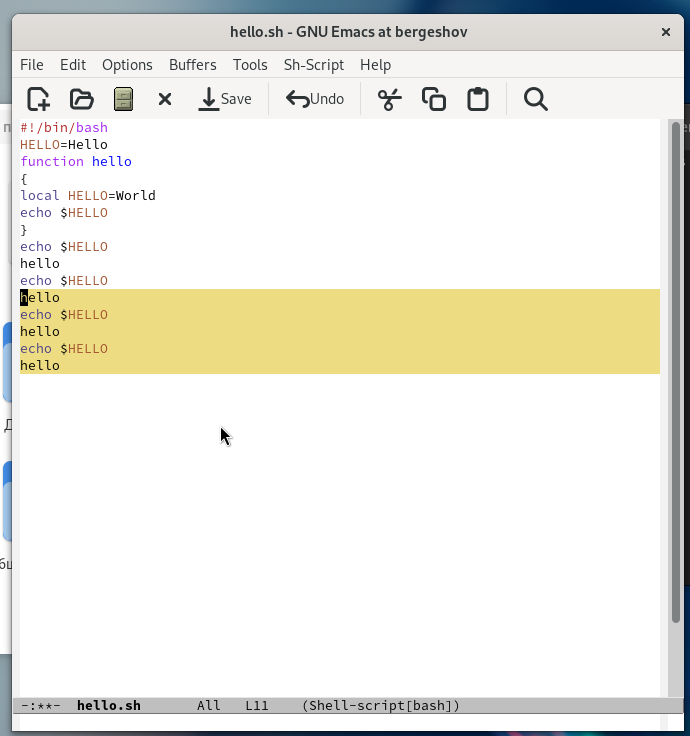 hello.sh - GNU Emacs at bergeshov
File Edit Options Buffers Tools Sh-Script Help
Save Undo
#!/bin/bash
HELLO=Hello
function hello
{
local HELLO=World
echo $HELLO
}
echo $HELLO
hello
echo $HELLO
hello
echo $HELLO
hello
echo $HELLO
hello
-:**- hello.sh All L11 (Shell-script[bash])